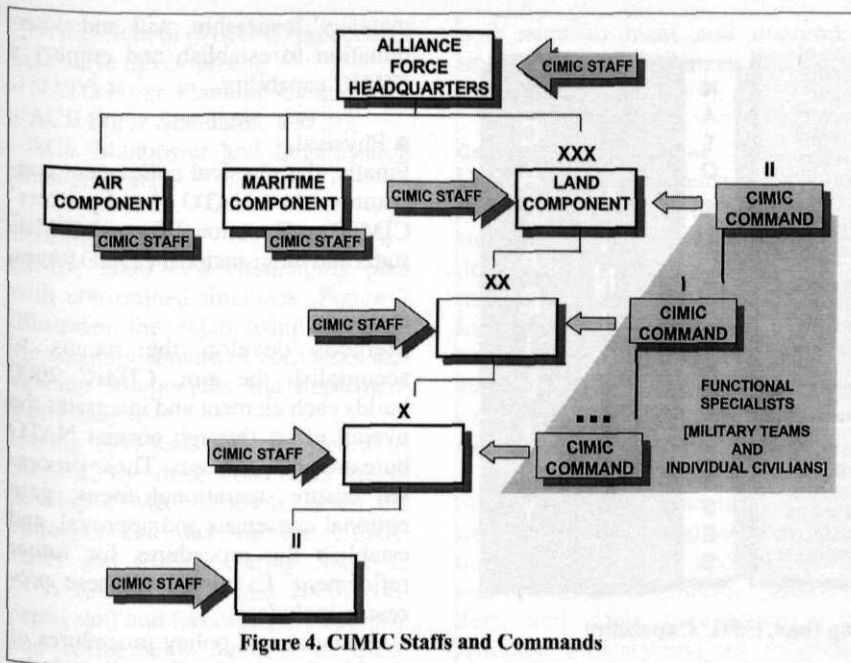 ALLIANCE
FORCE
HEADQUARTERS
CIMIC STAFF
AIR
COMPONENT
CIMIC STAFF
MARITIME
COMPONENT
CIMIC STAFF
CIMIC STAFF
XXX
LAND
COMPONENT
II
CIMIC
COMMAND
XX
CIMIC STAFF
I
CIMIC
COMMAND
X
CIMIC STAFF
•••
CIMIC
COMMAND
FUNCTIONAL
SPECIALISTS
[MILITARY TEAMS
AND
INDIVIDUAL CIVILIANS]
II
CIMIC STAFF
Figure 4. CIMIC Staffs and Commands